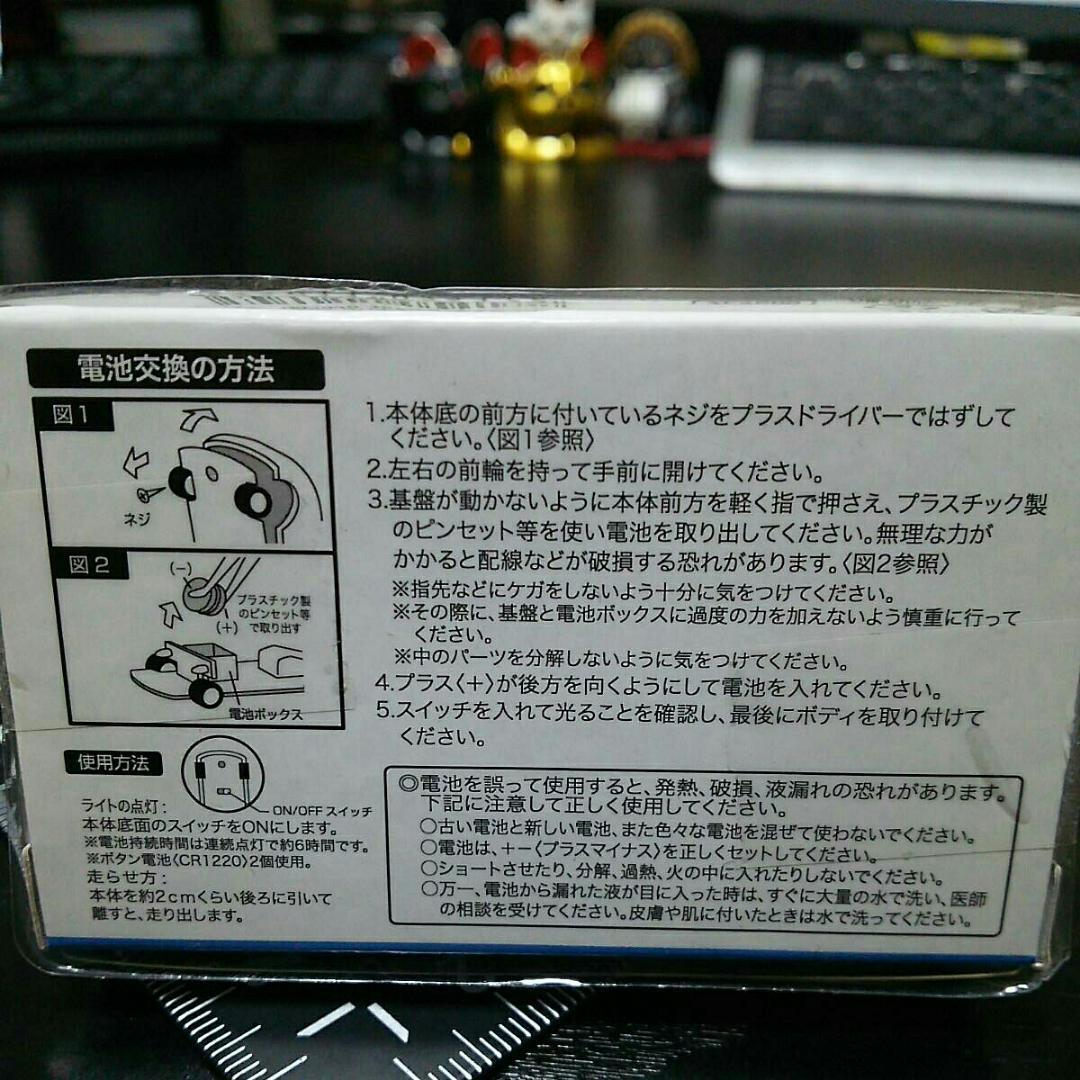 電池交換の方法
図1
ネジ
図2
(−)
プラスチック製
のピンセット等
で取り出す
(+)
電池ボックス
1.本体底の前方に付いているネジをプラスドライバーではずして
ください。〈図1参照〉
2.左右の前輪を持って手前に開けてください。
3.基盤が動かないように本体前方を軽く指で押さえ、プラスチック製
のピンセット等を使い電池を取り出してください。無理な力が
かかると配線などが破損する恐れがあります。〈図2参照〉
※指先などにケガをしないよう十分に気をつけてください。
※その際に、基盤と電池ボックスに過度の力を加えないよう慎重に行って
ください。
※中のパーツを分解しないように気をつけてください。
4.プラス〈+〉が後方を向くようにして電池を入れてください。
5.スイッチを入れて光ることを確認し、最後にボディを取り付けて
ください。
使用方法
ライトの点灯:
ON/OFFスイッチ
本体底面のスイッチをONにします。
※電池持続時間は連続点灯で約6時間です。
※ボタン電池〈CR1220〉2個使用。
走らせ方:
本体を約2cmくらい後ろに引いて
離すと、走り出します。
◎電池を誤って使用すると、発熱、破損、液漏れの恐れがあります。
下記に注意して正しく使用してください。
○古い電池と新しい電池、また色々な電池を混ぜて使わないでください。
○電池は、+−〈プラスマイナス〉を正しくセットしてください。
○ショートさせたり、分解、過熱、火の中に入れたりしないでください。
○万一、電池から漏れた液が目に入った時は、すぐに大量の水で洗い、医師
の相談を受けてください。皮膚や肌に付いたときは水で洗ってください。